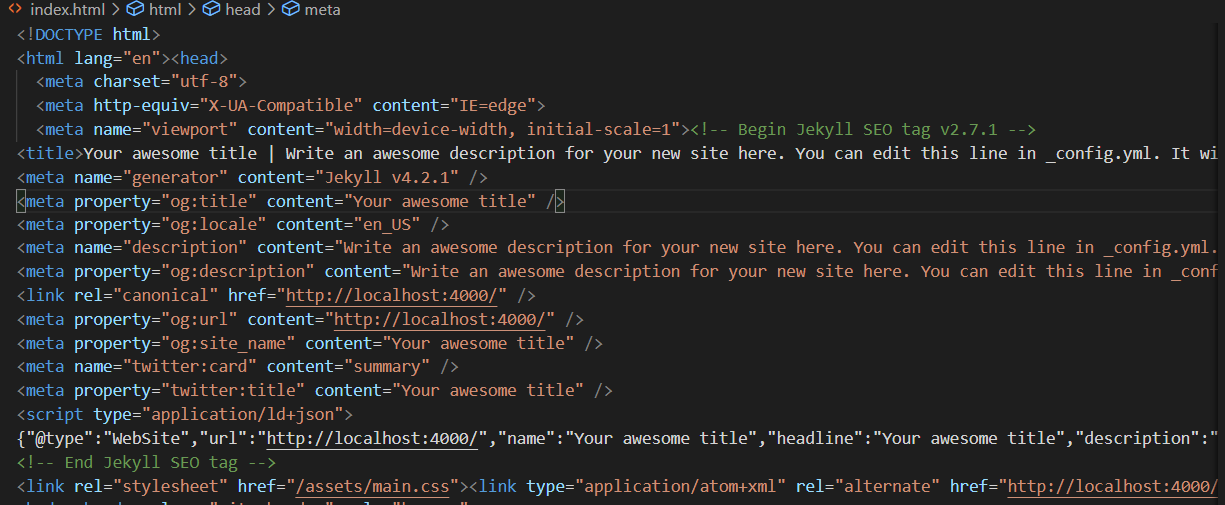 index.html > html > head > meta
<!DOCTYPE html>
<html lang="en"><head>
<meta charset="utf-8">
<meta http-equiv="X-UA-Compatible" content="IE=edge">
<meta name="viewport" content="width=device-width, initial-scale=1"><!-- Begin Jekyll SEO tag v2.7.1 -->
<title>Your awesome title | Write an awesome description for your new site here. You can edit this line in _config.yml. It wi
<meta name="generator" content="Jekyll v4.2.1" />
<meta property="og:title" content="Your awesome title" />
<meta property="og:locale" content="en_US" />
<meta name="description" content="Write an awesome description for your new site here. You can edit this line in _config.yml.
<meta property="og:description" content="Write an awesome description for your new site here. You can edit this line in _conf
<link rel="canonical" href="http://localhost:4000/" />
<meta property="og:url" content="http://localhost:4000/" />
<meta property="og:site_name" content="Your awesome title" />
<meta name="twitter:card" content="summary" />
<meta property="twitter:title" content="Your awesome title" />
<script type="application/ld+json">
{"@type":"WebSite","url":"http://localhost:4000/","name":"Your awesome title","headline":"Your awesome title","description":"
<!-- End Jekyll SEO tag -->
<link rel="stylesheet" href="/assets/main.css"><link type="application/atom+xml" rel="alternate" href="http://localhost:4000/